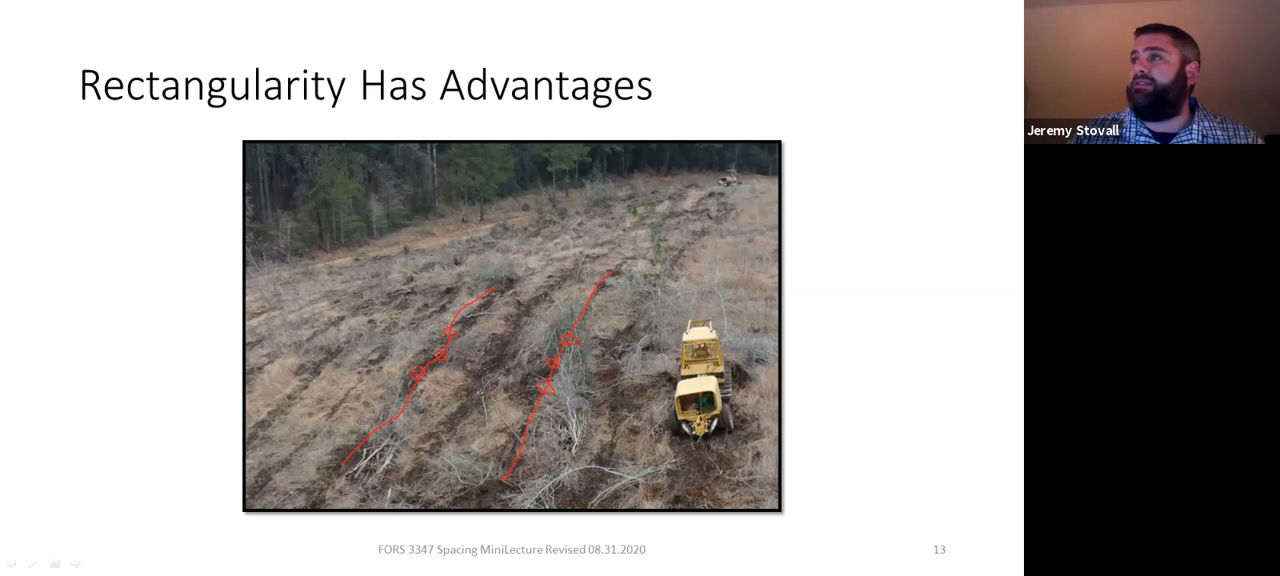 Rectangularity Has Advantages
Jeremy Stovall
FORS 3347 Spacing MiniLecture Revised 08.31.2020
13